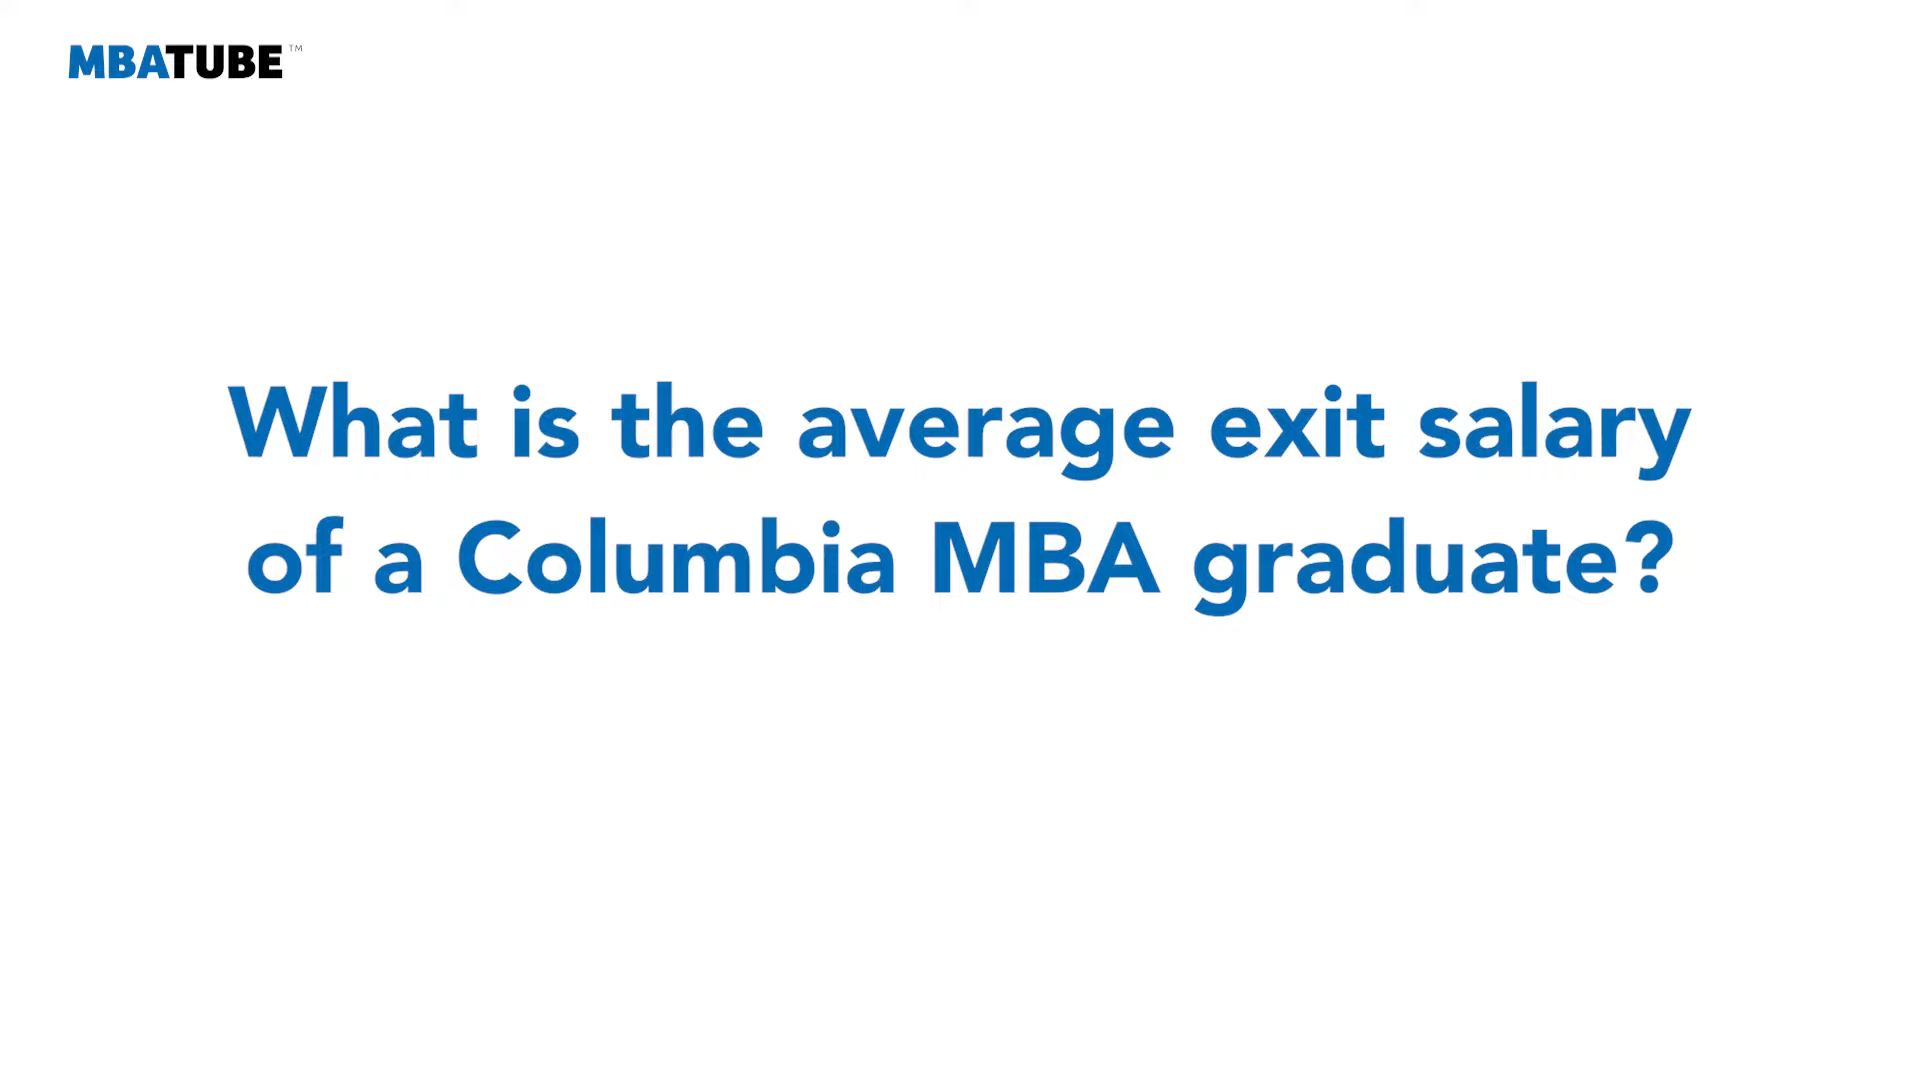 MBATUBE™
What is the average exit salary
of a Columbia MBA graduate?